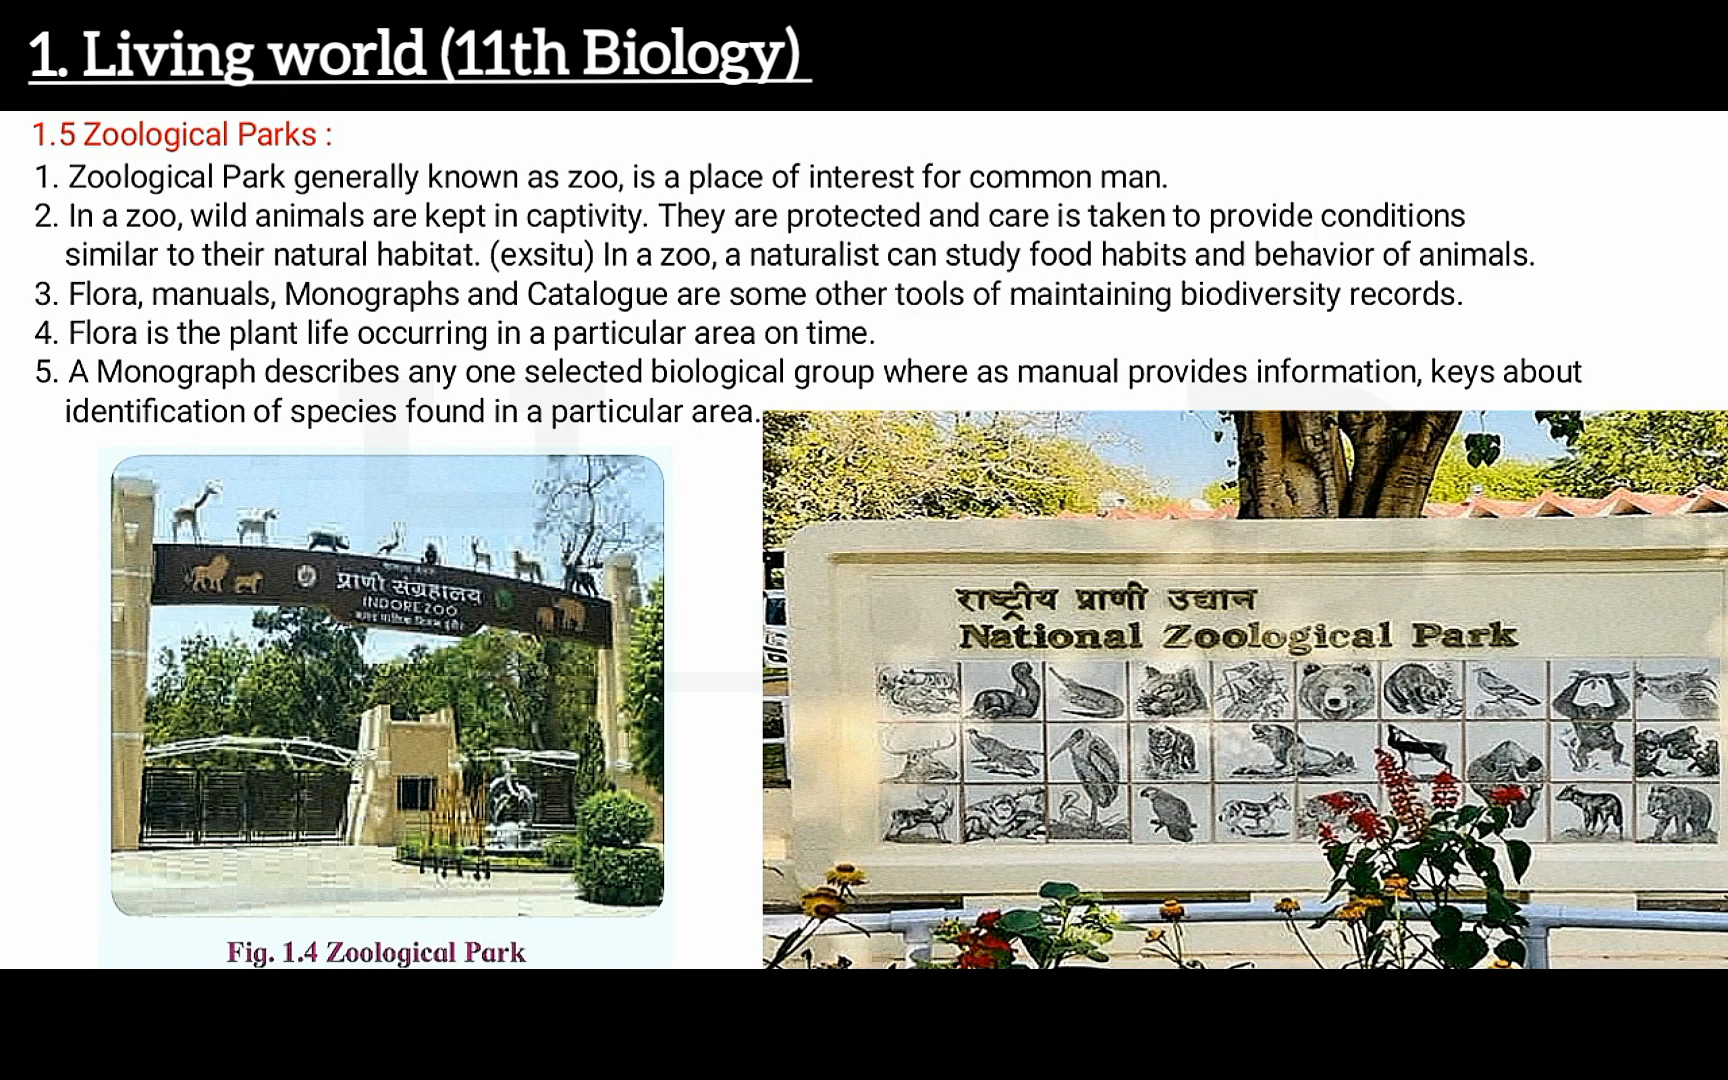 1. Living world (11th Biology)
1.5 Zoological Parks :
1. Zoological Park generally known as zoo, is a place of interest for common man.
2. In a zoo, wild animals are kept in captivity. They are protected and care is taken to provide conditions
similar to their natural habitat. (exsitu) In a zoo, a naturalist can study food habits and behavior of animals.
3. Flora, manuals, Monographs and Catalogue are some other tools of maintaining biodiversity records.
4. Flora is the plant life occurring in a particular area on time.
5. A Monograph describes any one selected biological group where as manual provides information, keys about
identification of species found in a particular area.
प्राणी संग्रहालय
INDORE ZOO
राष्ट्रीय प्राणी उद्यान
National Zoological Park
Fig. 1.4 Zoological Park